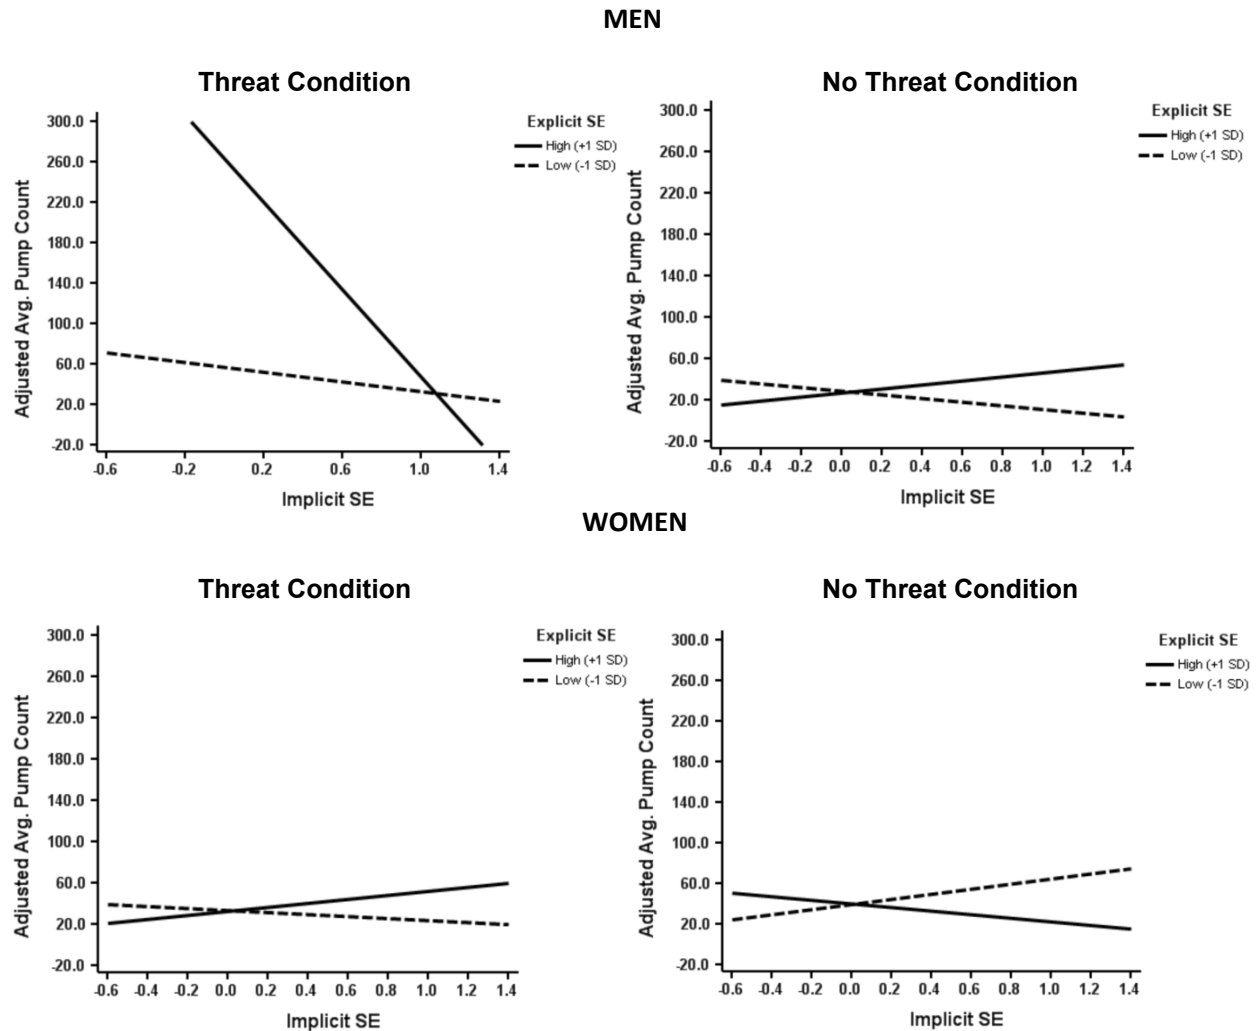 MEN
Threat Condition
No Threat Condition
Explicit SE
High (+1 SD)
Low (-1 SD)
Adjusted Avg. Pump Count
300.0
260.0
220.0
180.0
140.0
100.0
60.0
20.0
-20.0
-0.6 -0.2 0.2 0.6 1.0 1.4
Implicit SE
Explicit SE
High (+1 SD)
Low (-1 SD)
Adjusted Avg. Pump Count
300.0
260.0
220.0
180.0
140.0
100.0
60.0
20.0
-20.0
-0.6 -0.4 -0.2 0.0 0.2 0.4 0.6 0.8 1.0 1.2 1.4
Implicit SE
WOMEN
Threat Condition
No Threat Condition
Explicit SE
High (+1 SD)
Low (-1 SD)
Adjusted Avg. Pump Count
300.0
260.0
220.0
180.0
140.0
100.0
60.0
20.0
-20.0
-0.6 -0.4 -0.2 0.0 0.2 0.4 0.6 0.8 1.0 1.2 1.4
Implicit SE
Explicit SE
High (+1 SD)
Low (-1 SD)
Adjusted Avg. Pump Count
300.0
260.0
220.0
180.0
140.0
100.0
60.0
20.0
-20.0
-0.6 -0.4 -0.2 0.0 0.2 0.4 0.6 0.8 1.0 1.2 1.4
Implicit SE